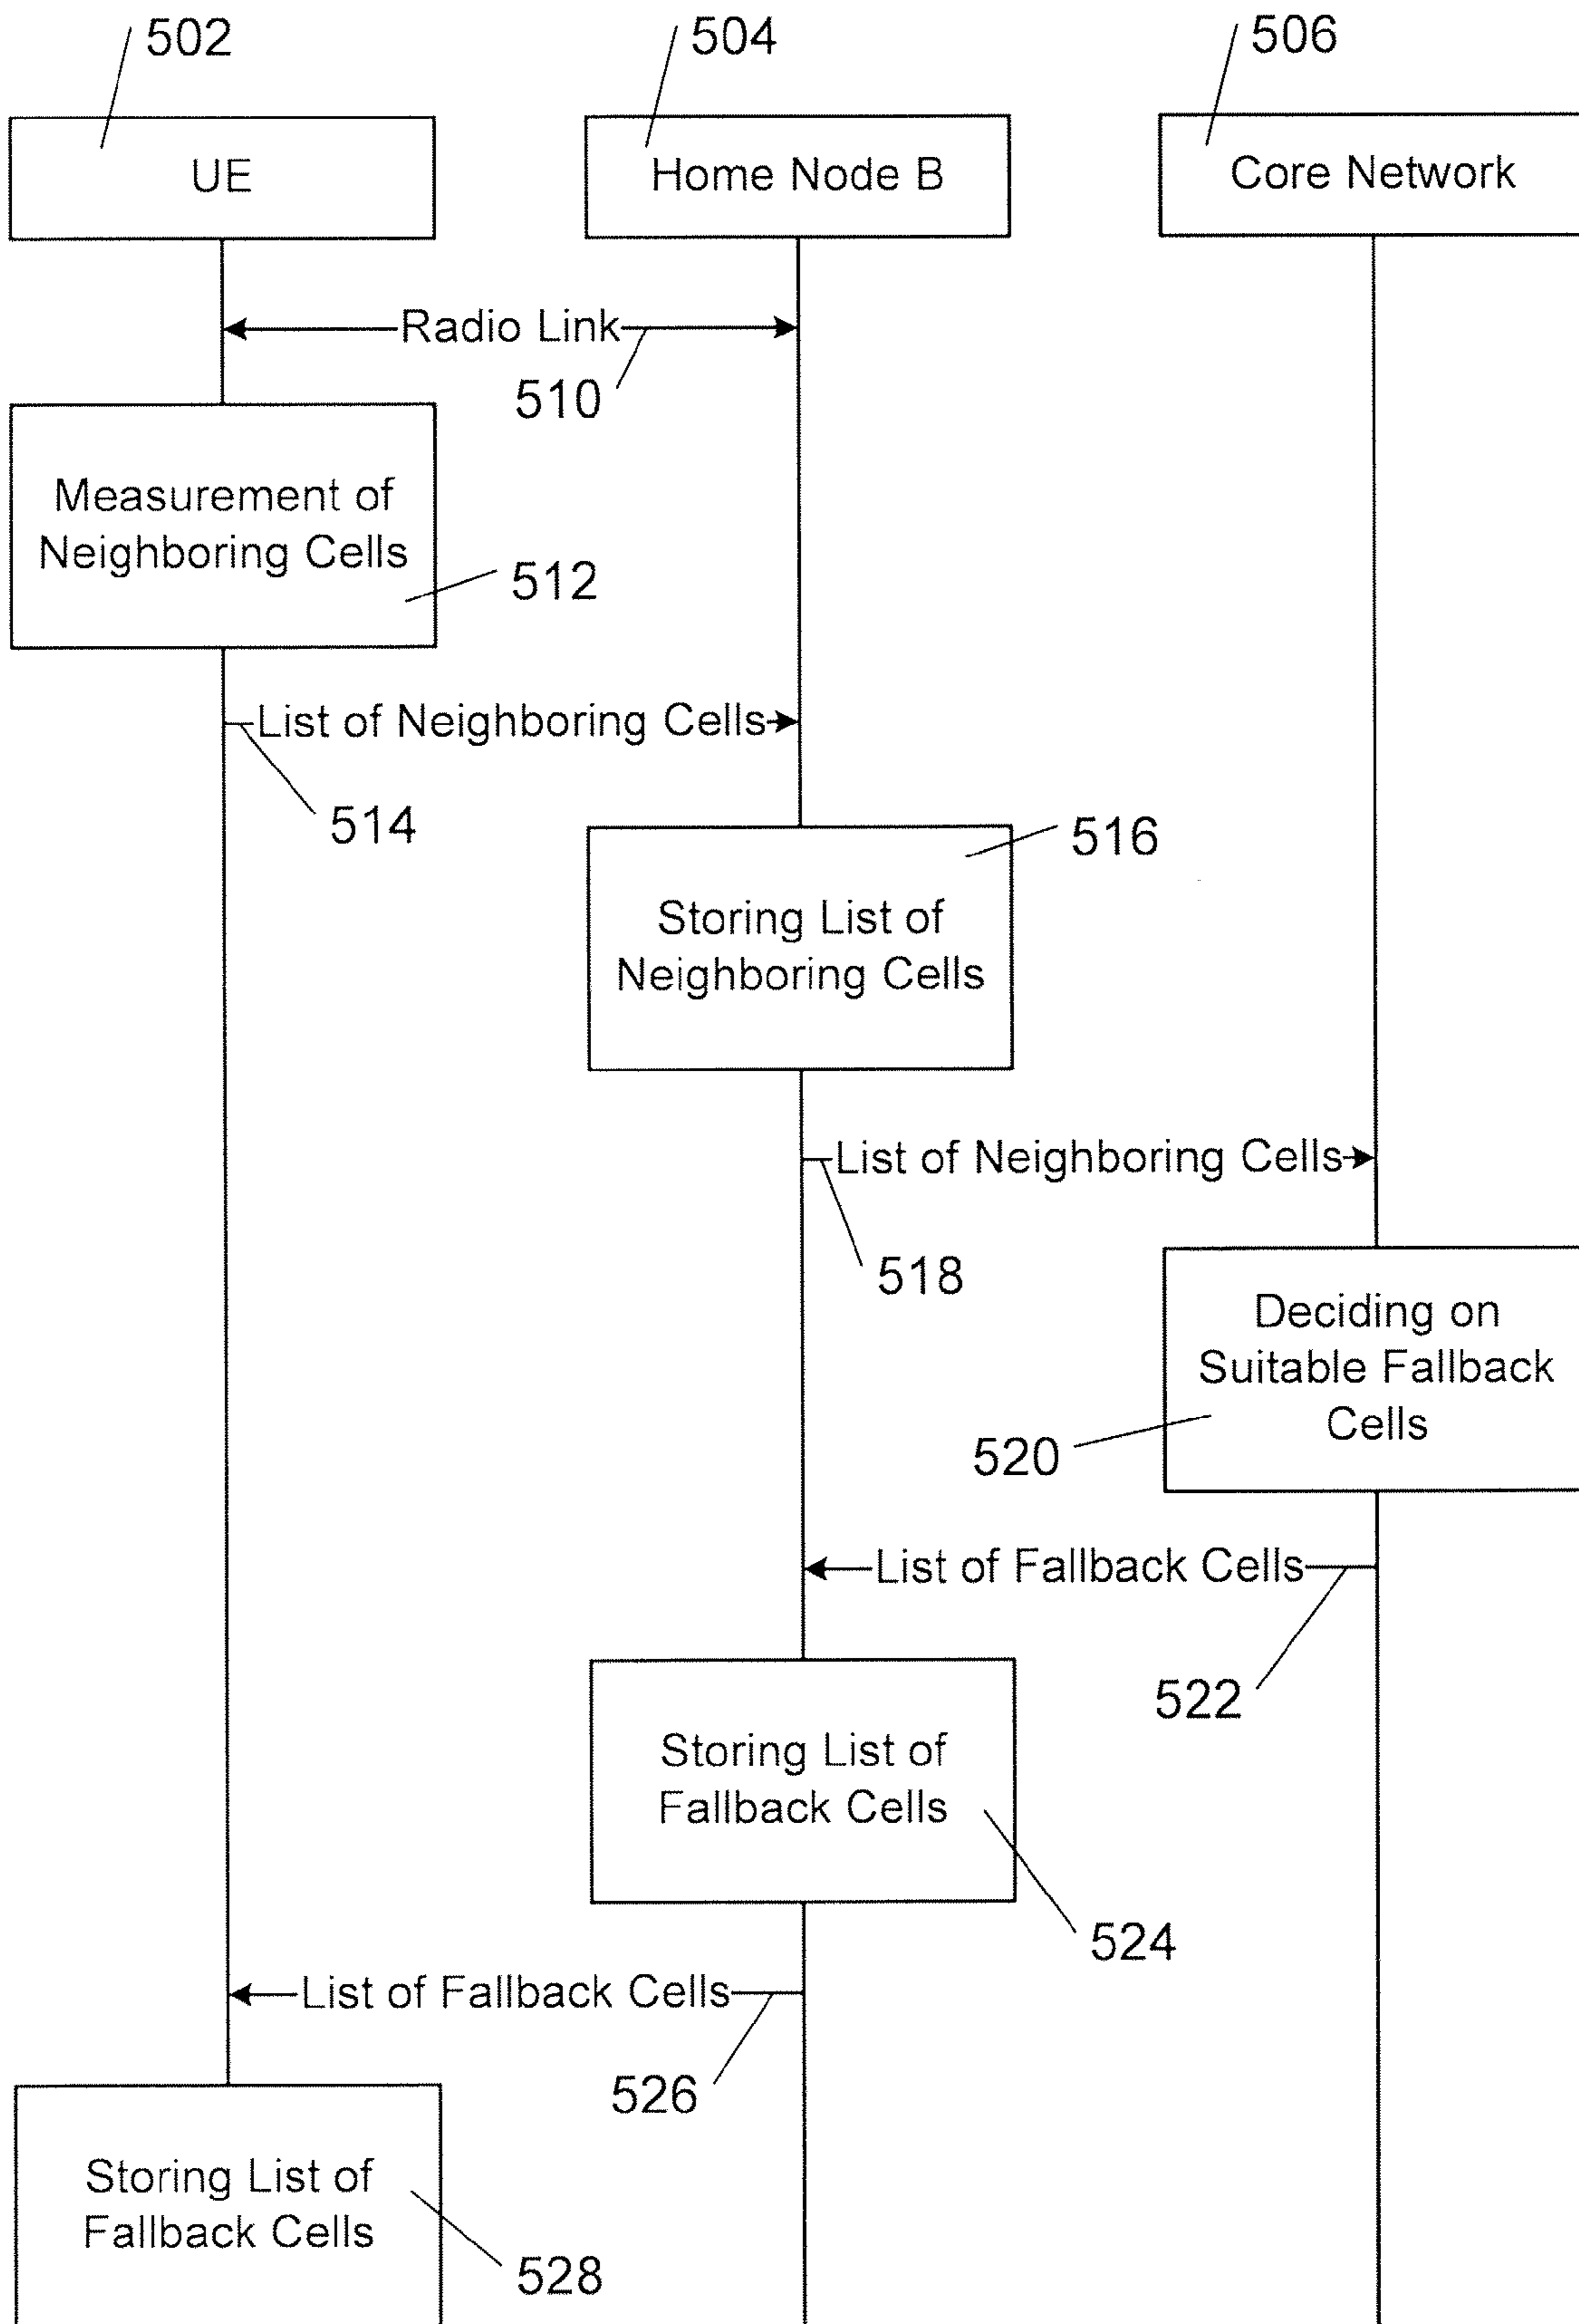 502
504
506
UE
Home Node B
Core Network
Radio Link
510
Measurement of
Neighboring Cells
512
List of Neighboring Cells
514
516
Storing List of
Neighboring Cells
List of Neighboring Cells
518
Deciding on
Suitable Fallback
Cells
520
List of Fallback Cells
522
Storing List of
Fallback Cells
524
List of Fallback Cells
526
Storing List of
Fallback Cells
528